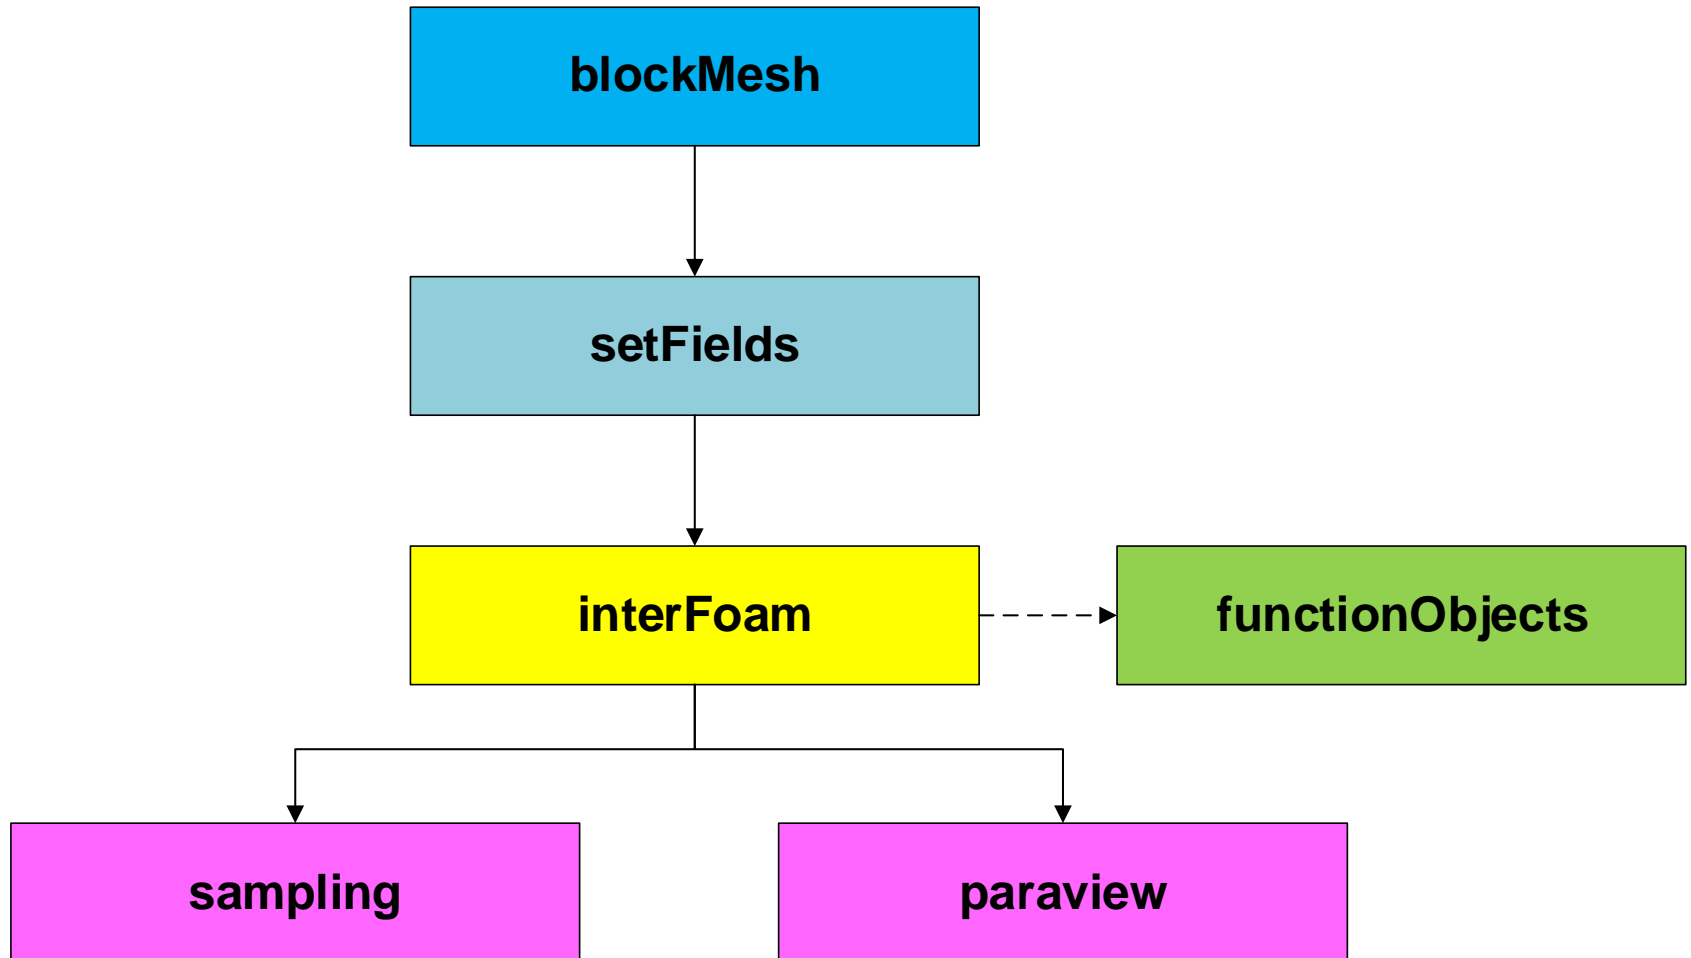 blockMesh
setFields
interFoam
functionObjects
sampling
paraview